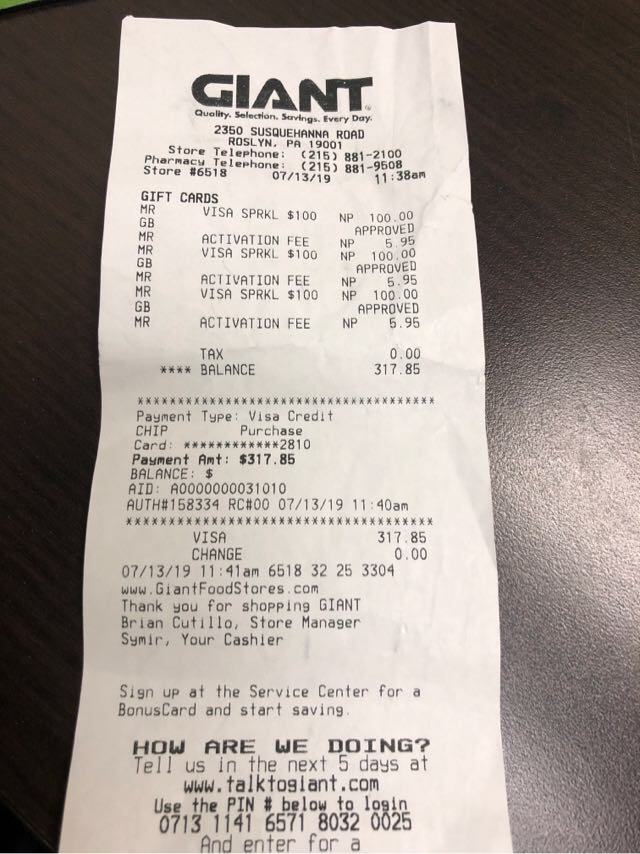 GIANT
Quality. Selection. Savings. Every Day.
2350 SUSQUEHANNA ROAD
ROSLYN, PA 19001
Store Telephone: (215) 881-2100
Pharmacy Telephone: (215) 881-9508
Store #6518 07/13/19 11:38am
GIFT CARDS
MR VISA SPRKL $100 NP 100.00
GB APPROVED
MR ACTIVATION FEE NP 5.95
MR VISA SPRKL $100 NP 100.00
GB APPROVED
MR ACTIVATION FEE NP 5.95
MR VISA SPRKL $100 NP 100.00
GB APPROVED
MR ACTIVATION FEE NP 5.95
TAX 0.00
**** BALANCE 317.85
**************************************
Payment Type: Visa Credit
CHIP Purchase
Card: ************2810
Payment Amt: $317.85
BALANCE: $
AID: A0000000031010
AUTH#158334 RC#00 07/13/19 11:40am
**************************************
VISA 317.85
CHANGE 0.00
07/13/19 11:41am 6518 32 25 3304
www.GiantFoodStores.com
Thank you for shopping GIANT
Brian Cutillo, Store Manager
Symir, Your Cashier
Sign up at the Service Center for a
BonusCard and start saving.
HOW ARE WE DOING?
Tell us in the next 5 days at
www.talktogiant.com
Use the PIN # below to login
0713 1141 6571 8032 0025
And enter for a